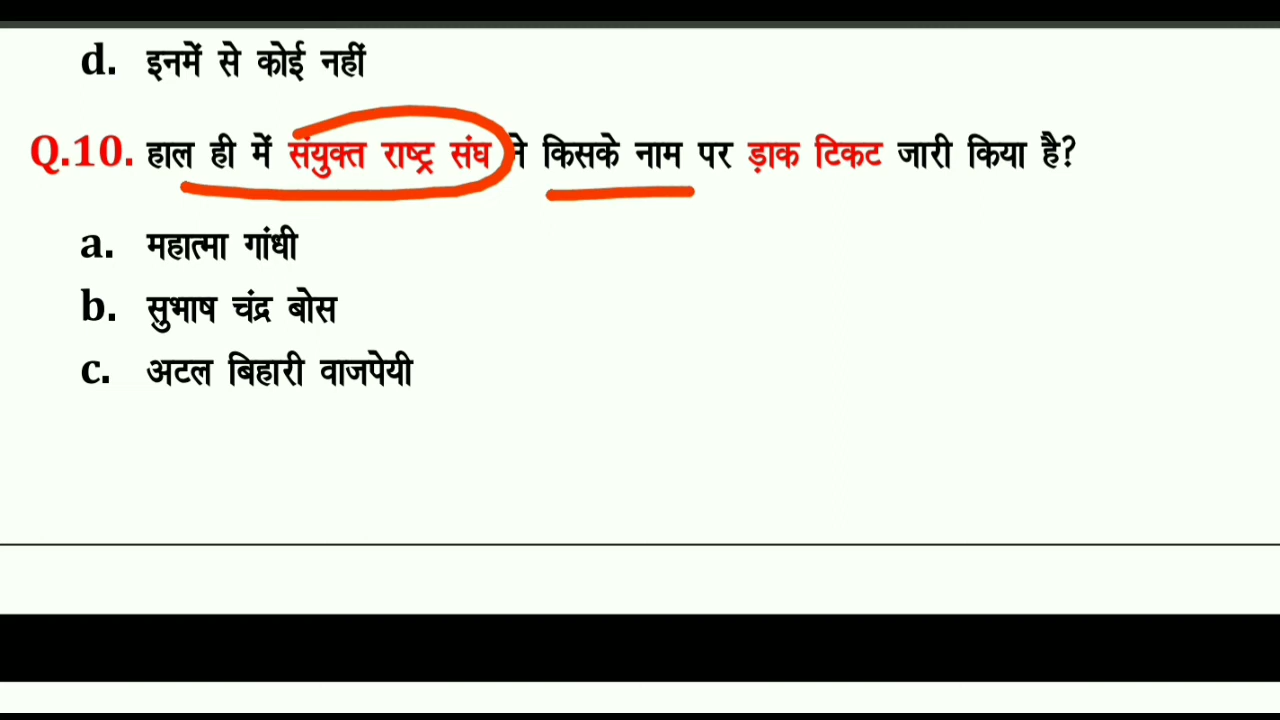 d. इनमें से कोई नहीं
Q.10. हाल ही में संयुक्त राष्ट्र संघ ने किसके नाम पर ड़ाक टिकट जारी किया है?
a. महात्मा गांधी
b. सुभाष चंद्र बोस
c. अटल बिहारी वाजपेयी